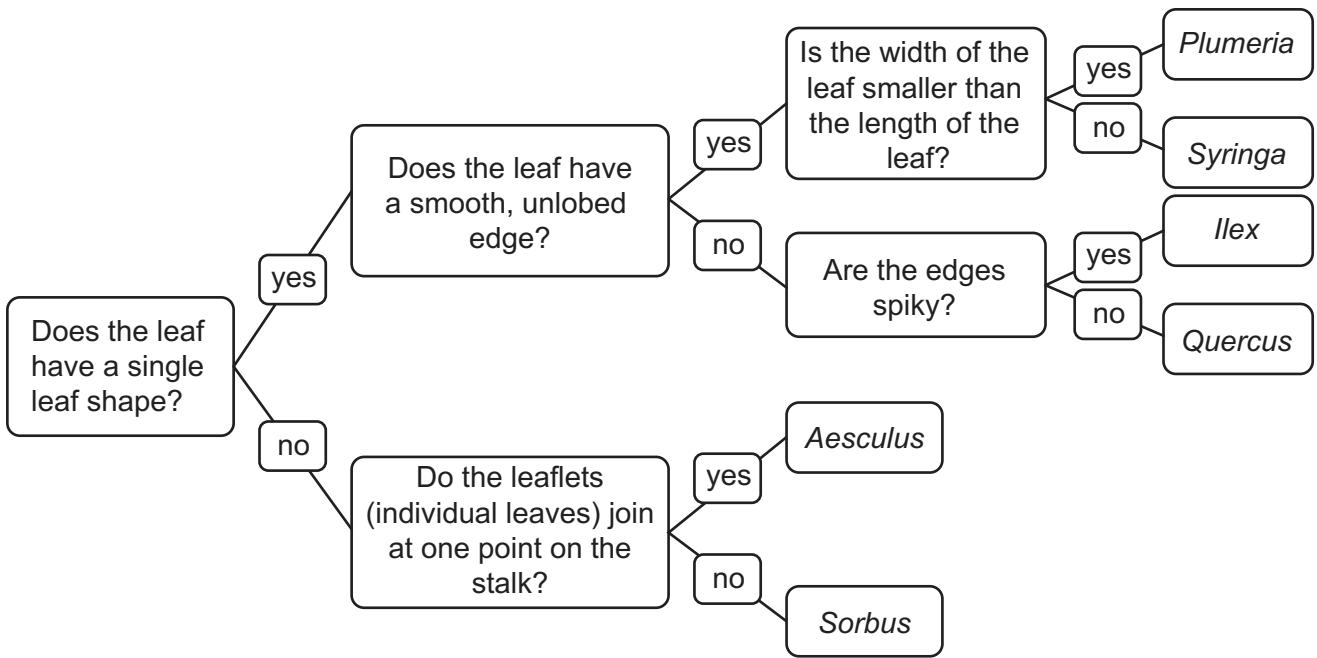 Does the leaf
have a single
leaf shape?
yes
no
Does the leaf have
a smooth, unlobed
edge?
yes
no
Is the width of the
leaf smaller than
the length of the
leaf?
yes
no
Plumeria
Syringa
Are the edges
spiky?
yes
no
Ilex
Quercus
Do the leaflets
(individual leaves) join
at one point on the
stalk?
yes
no
Aesculus
Sorbus